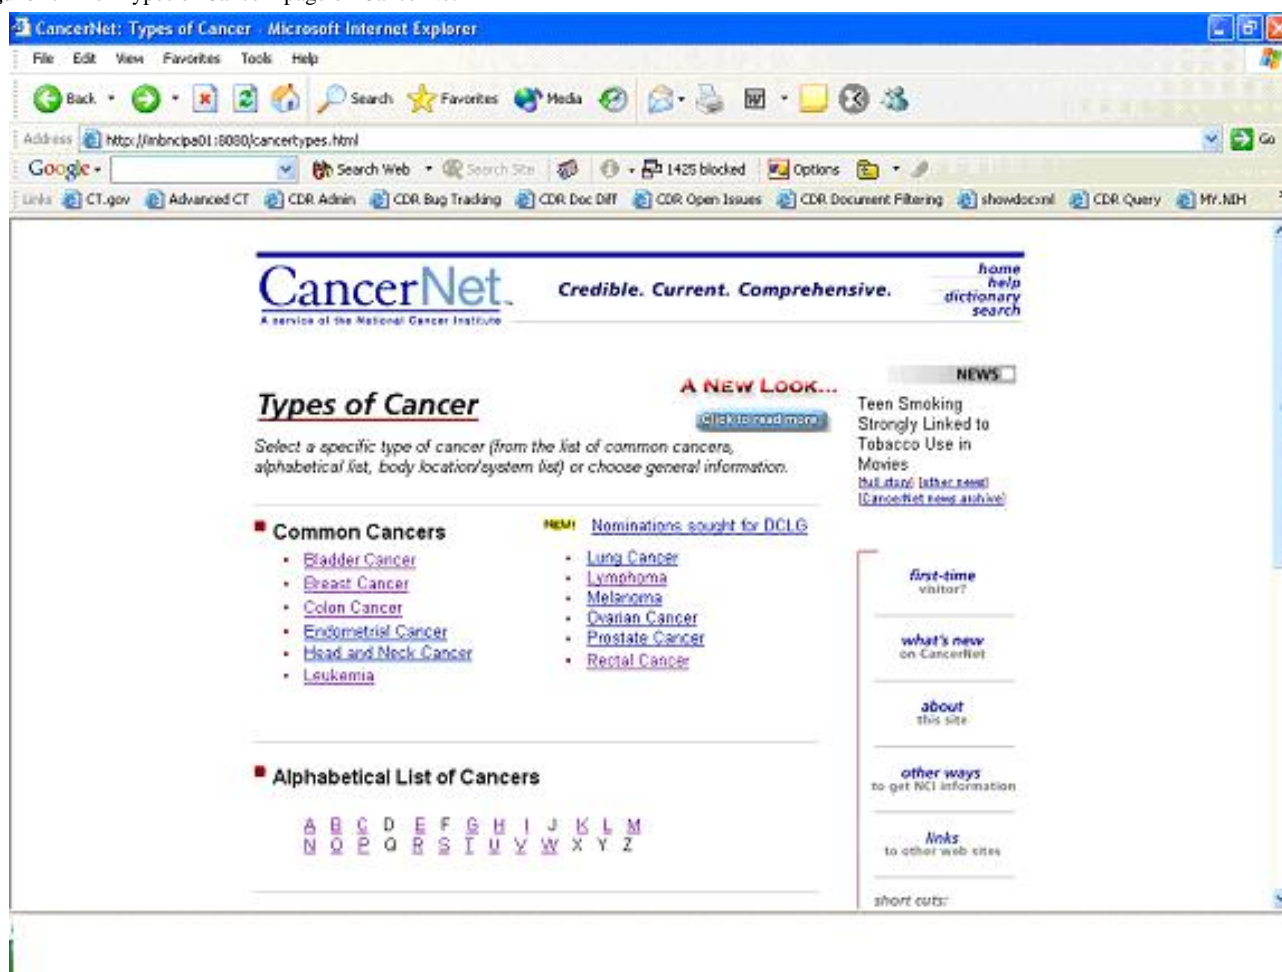 CancerNet: Types of Cancer - Microsoft Internet Explorer
File Edit View Favorites Tools Help
Back Search Favorites Media
Address http://imbncipa01:8080/cancertypes.html Go
Google Search Web Search Site 1425 blocked Options
Links CT.gov Advanced CT CDR Admin CDR Bug Tracking CDR Doc Diff CDR Open Issues CDR Document Filtering showdocxml CDR Query MY.NIH
CancerNet
A service of the National Cancer Institute
Credible. Current. Comprehensive.
home
help
dictionary
search
Types of Cancer
A NEW LOOK...
Click to read more
Select a specific type of cancer (from the list of common cancers,
alphabetical list, body location/system list) or choose general information.
NEWS
Teen Smoking
Strongly Linked to
Tobacco Use in
Movies
[full story] [other news]
[CancerNet news archive]
Common Cancers
Bladder Cancer
Breast Cancer
Colon Cancer
Endometrial Cancer
Head and Neck Cancer
Leukemia
NEW! Nominations sought for DCLG
Lung Cancer
Lymphoma
Melanoma
Ovarian Cancer
Prostate Cancer
Rectal Cancer
Alphabetical List of Cancers
A B C D E F G H I J K L M
N O P Q R S T U V W X Y Z
first-time
visitor?
what's new
on CancerNet
about
this site
other ways
to get NCI information
links
to other web sites
short cuts: